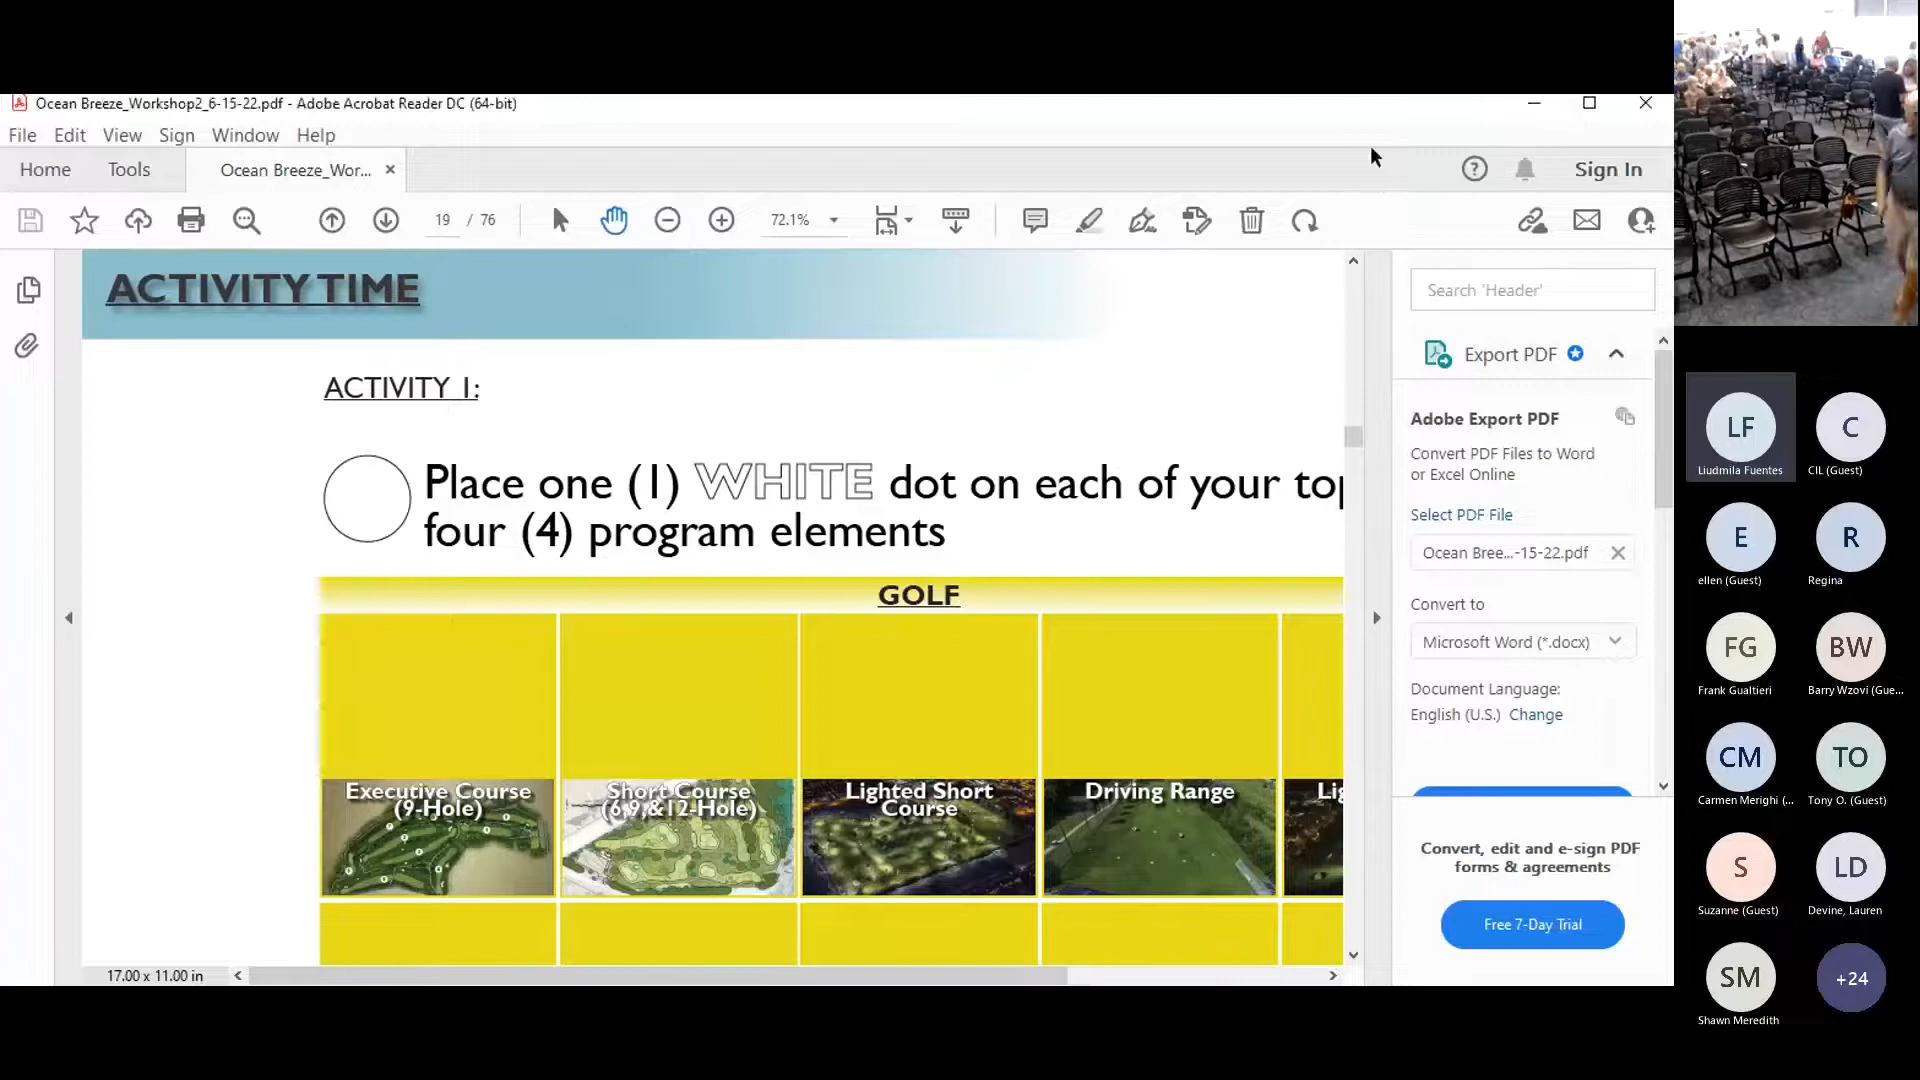 Ocean Breeze_Workshop2_6-15-22.pdf - Adobe Acrobat Reader DC (64-bit)
File Edit View Sign Window Help
Home Tools Ocean Breeze_Wor... Sign In
19 / 76 72.1%
ACTIVITY TIME
ACTIVITY 1:
Place one (1) WHITE dot on each of your top
four (4) program elements
GOLF
Executive Course
(9-Hole)
Short Course
(6,9,&12-Hole)
Lighted Short
Course
Driving Range
Lig
17.00 x 11.00 in
Search 'Header'
Export PDF
Adobe Export PDF
Convert PDF Files to Word
or Excel Online
Select PDF File
Ocean Bree...-15-22.pdf
Convert to
Microsoft Word (*.docx)
Document Language:
English (U.S.) Change
Convert, edit and e-sign PDF
forms & agreements
Free 7-Day Trial
LF
Liudmila Fuentes
C
CIL (Guest)
E
ellen (Guest)
R
Regina
FG
Frank Gualtieri
BW
Barry Wzovi (Gue...
CM
Carmen Merighi (...
TO
Tony O. (Guest)
S
Suzanne (Guest)
LD
Devine, Lauren
SM
Shawn Meredith
+24